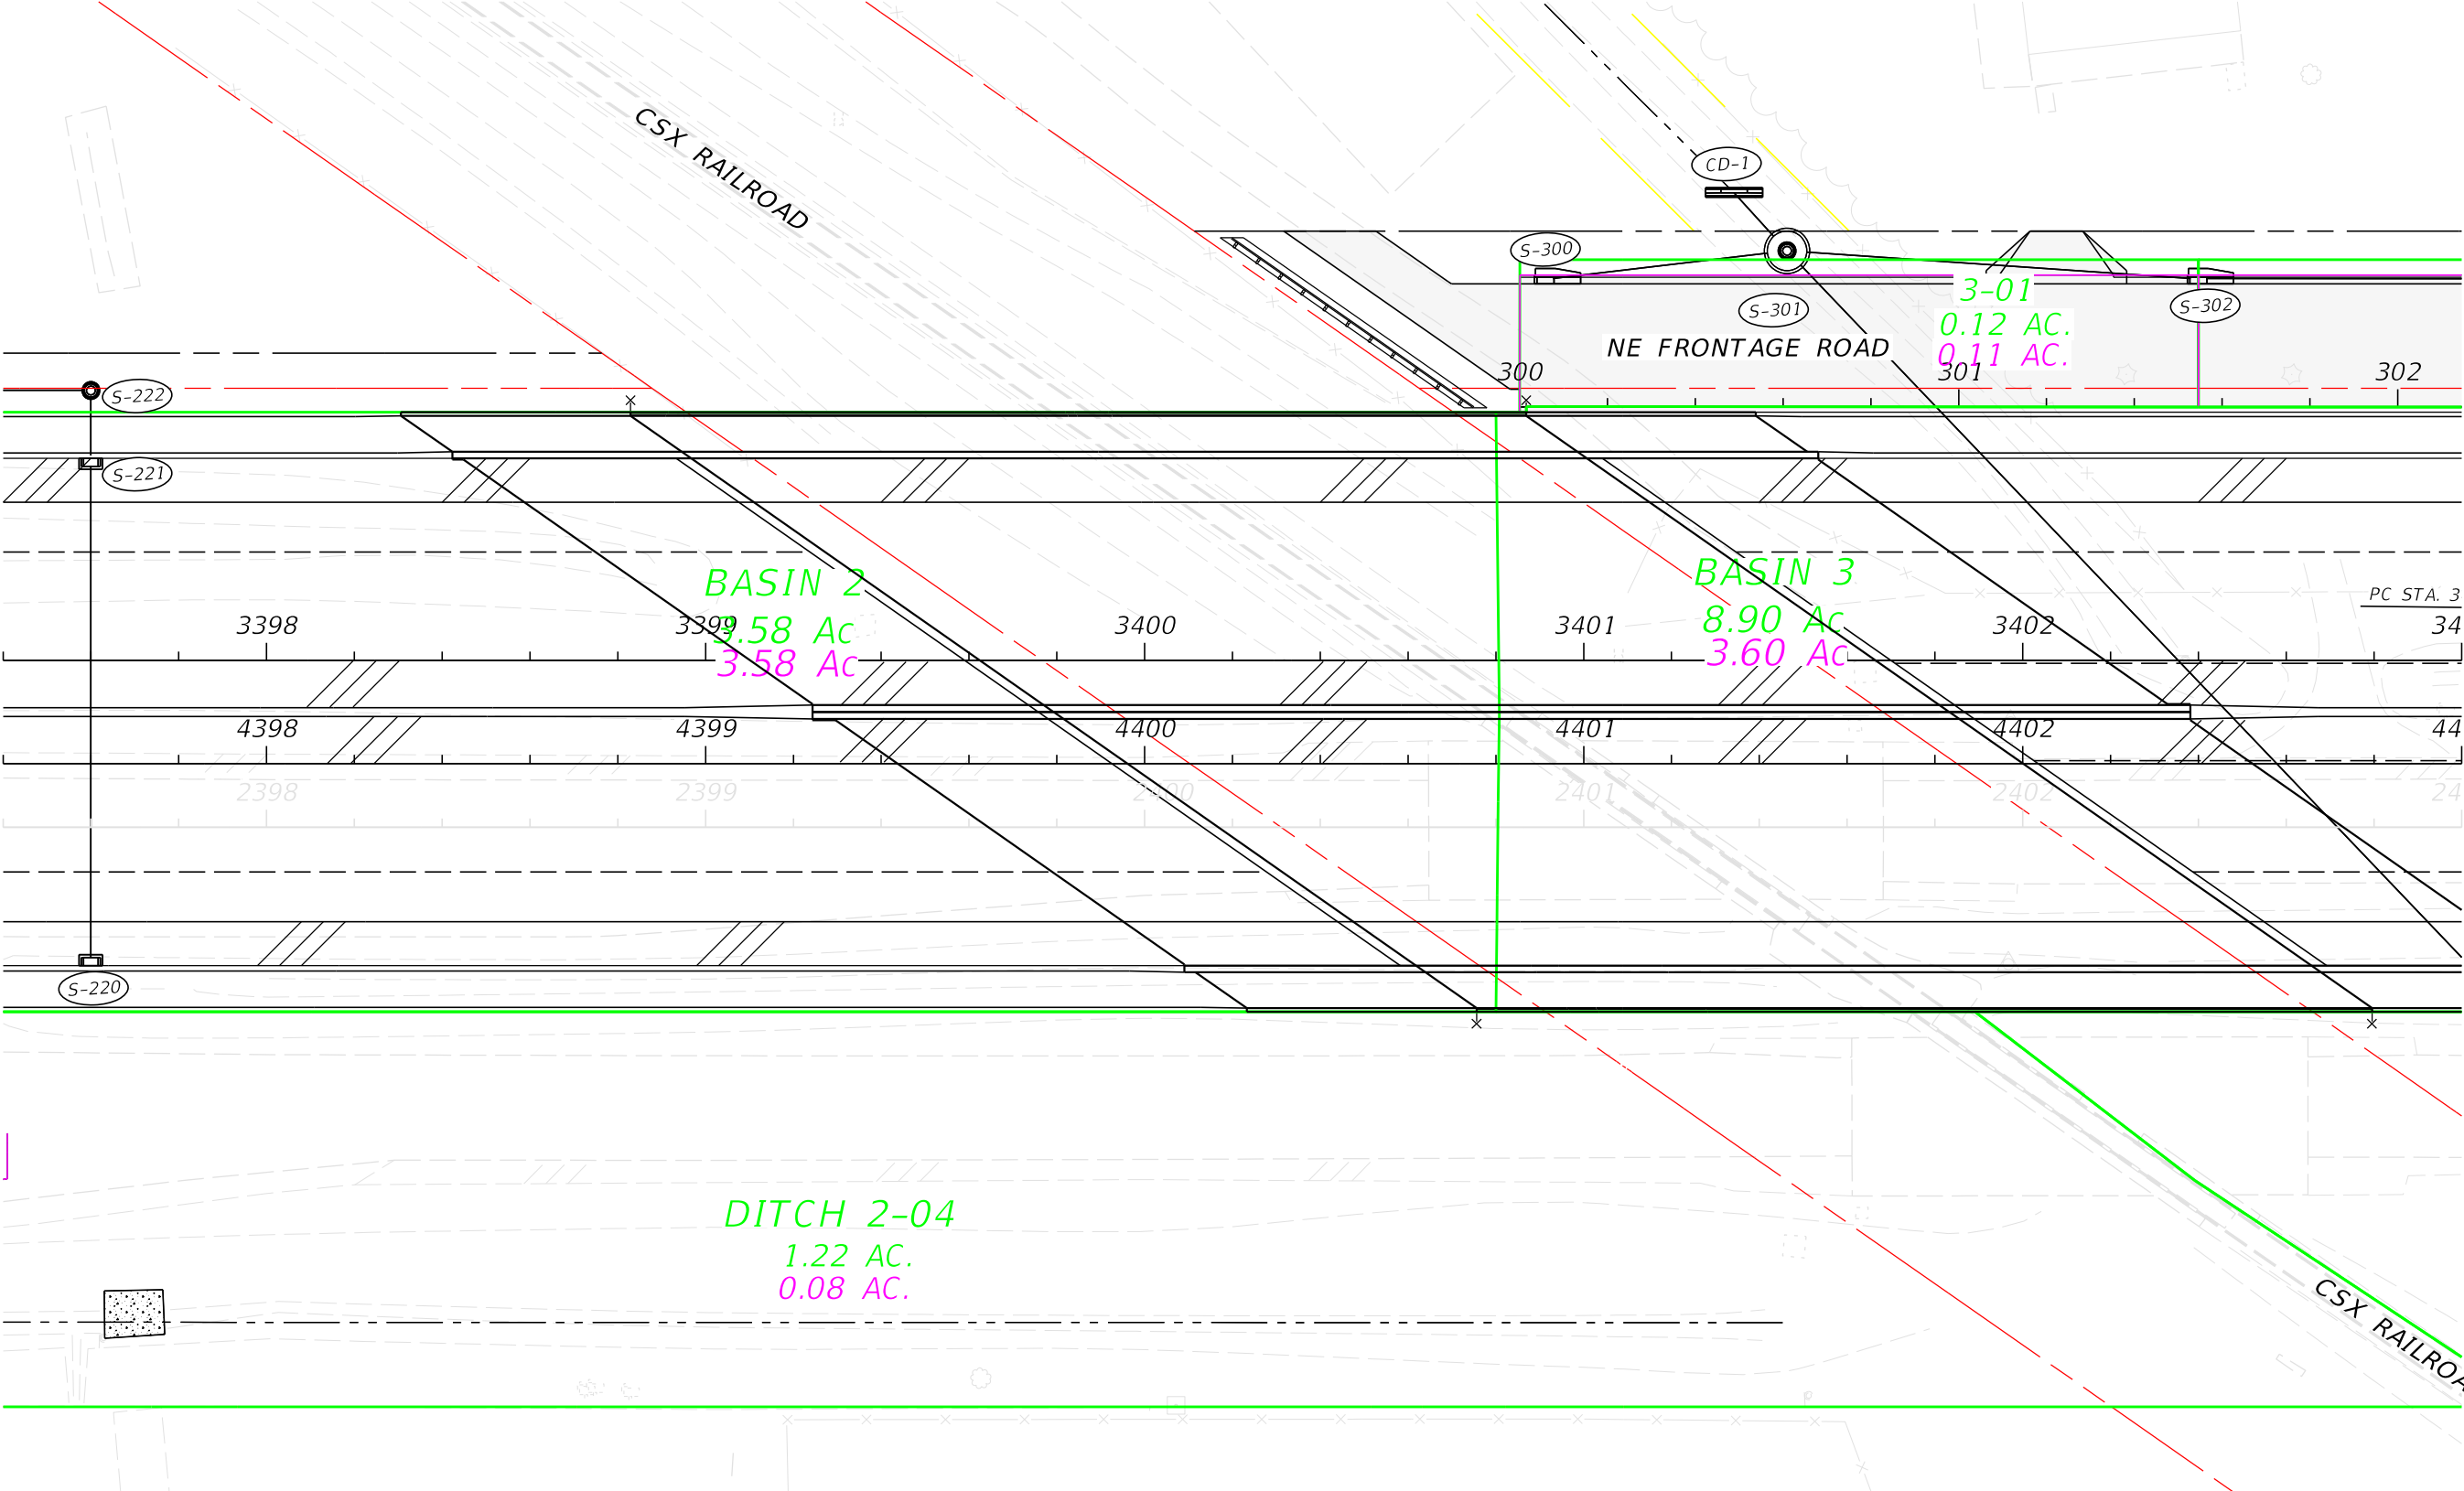 CSX RAILROAD
CD-1
S-300
S-301
3-01
0.12 AC.
0.11 AC.
S-302
NE FRONTAGE ROAD
300
301
302
S-222
S-221
BASIN 2
3.58 Ac
3.58 Ac
BASIN 3
8.90 Ac
3.60 Ac
PC STA. 3
3398
3399
3400
3401
3402
34
4398
4399
4400
4401
4402
44
2398
2399
2400
2401
2402
24
S-220
DITCH 2-04
1.22 AC.
0.08 AC.
CSX RAILROA